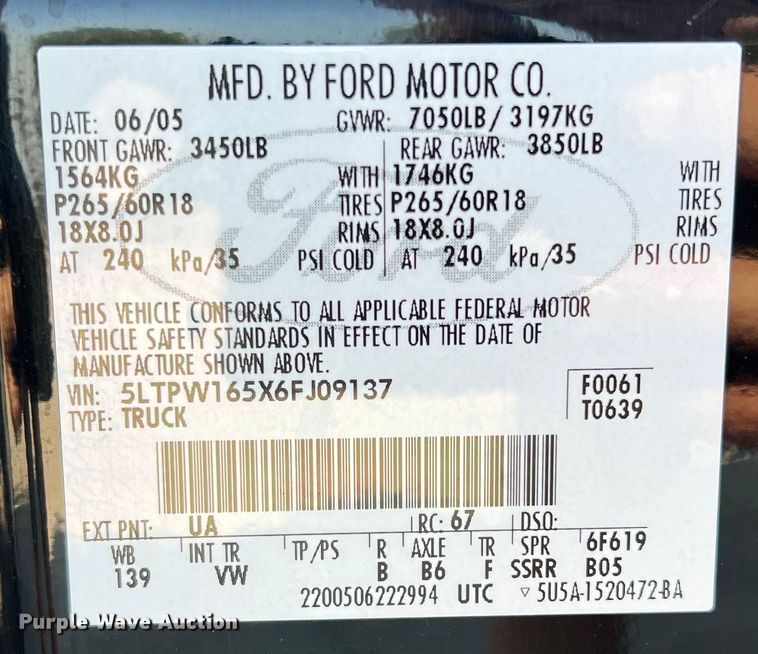 MFD. BY FORD MOTOR CO.
DATE: 06/05 GVWR: 7050LB/ 3197KG
FRONT GAWR: 3450LB REAR GAWR: 3850LB
1564KG WITH 1746KG WITH
P265/60R18 TIRES P265/60R18 TIRES
18X8.0J RIMS 18X8.0J RIMS
AT 240 kPa/35 PSI COLD AT 240 kPa/35 PSI COLD
Ford
THIS VEHICLE CONFORMS TO ALL APPLICABLE FEDERAL MOTOR
VEHICLE SAFETY STANDARDS IN EFFECT ON THE DATE OF
MANUFACTURE SHOWN ABOVE.
VIN: 5LTPW165X6FJ09137 F0061
TYPE: TRUCK T0639
EXT PNT: UA RC: 67 DSO:
WB INT TR TP/PS R AXLE TR SPR 6F619
139 VW B B6 F SSRR B05
2200506222994 UTC ▽ 5U5A-1520472-BA
Purple Wave Auction